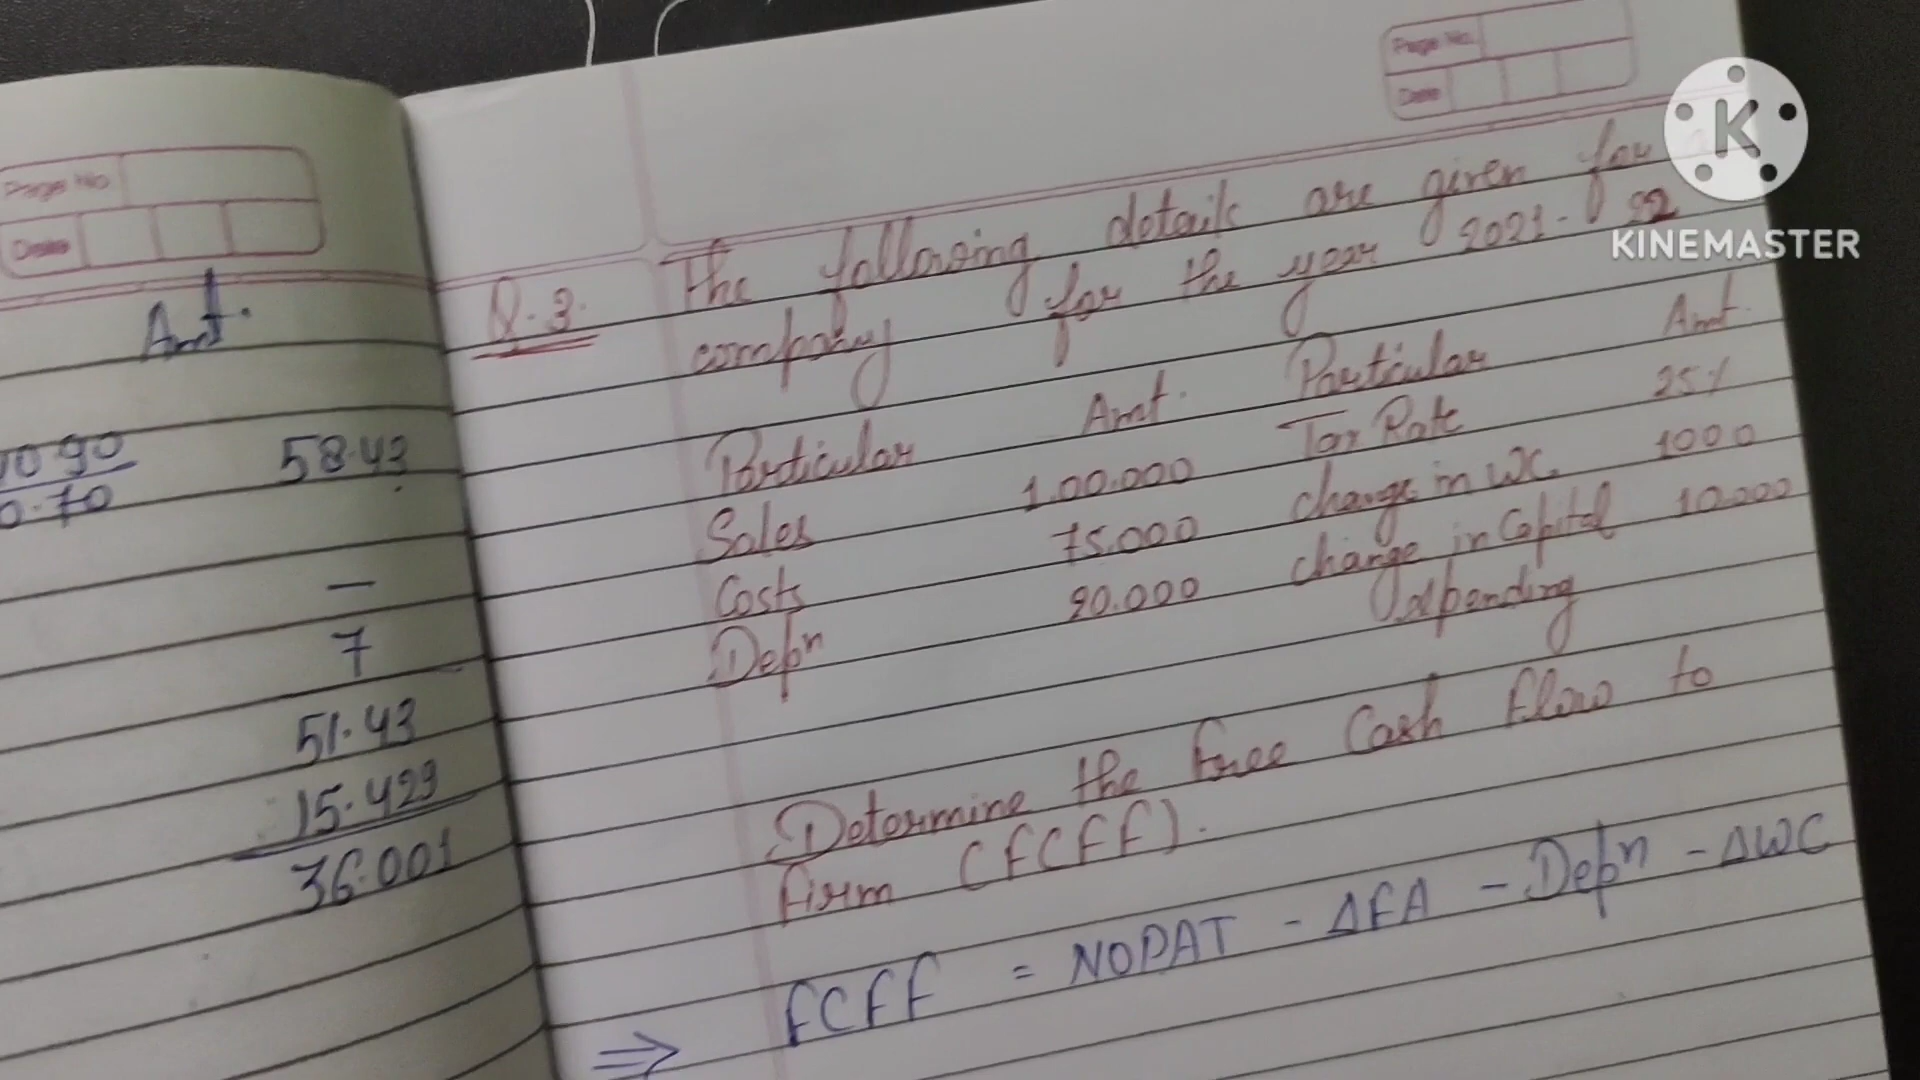 Page No.
Date
Amt.
58.43
0.70
—
7
51.43
15.429
36.001
Page No.
Date
KINEMASTER
Q.3. The following details are given for
company for the year 2021-22
Particular Amt. Particular Amt.
Sales 1,00,000 Tax Rate 25%
Costs 75.000 change in WC 1000
Depn 20.000 change in Capital 10.000
spending
Determine the Free Cash Flow to
Firm (FCFF).
⇒ FCFF = NOPAT - ΔFA - Depn - ΔWC